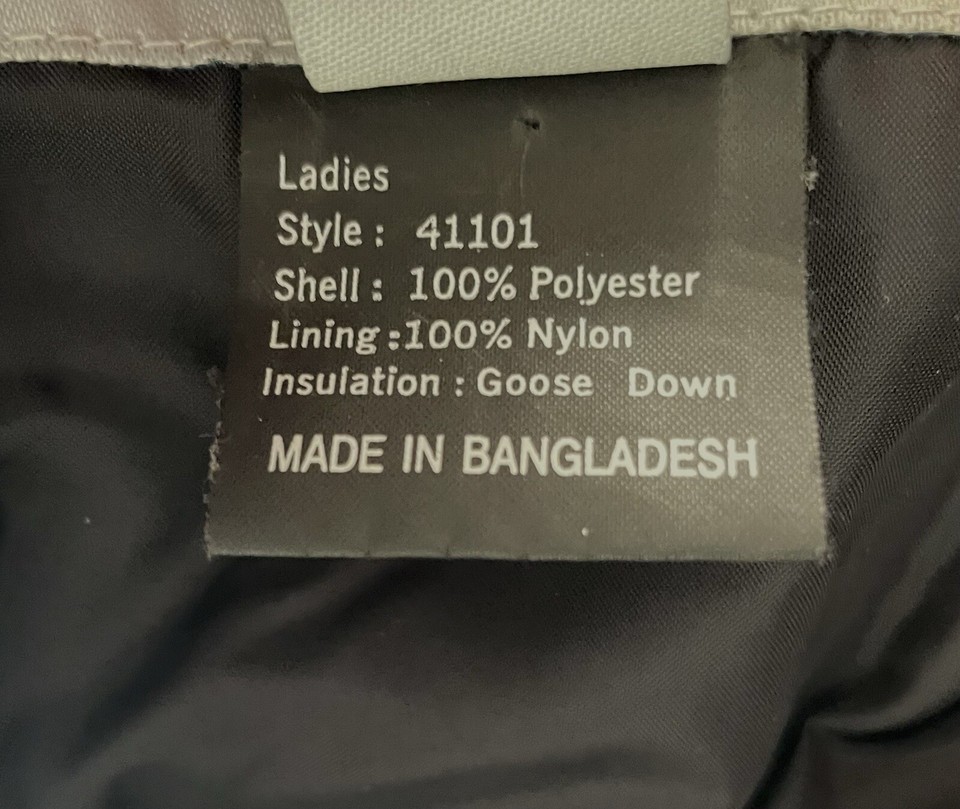 Ladies
Style : 41101
Shell : 100% Polyester
Lining :100% Nylon
Insulation : Goose Down
MADE IN BANGLADESH